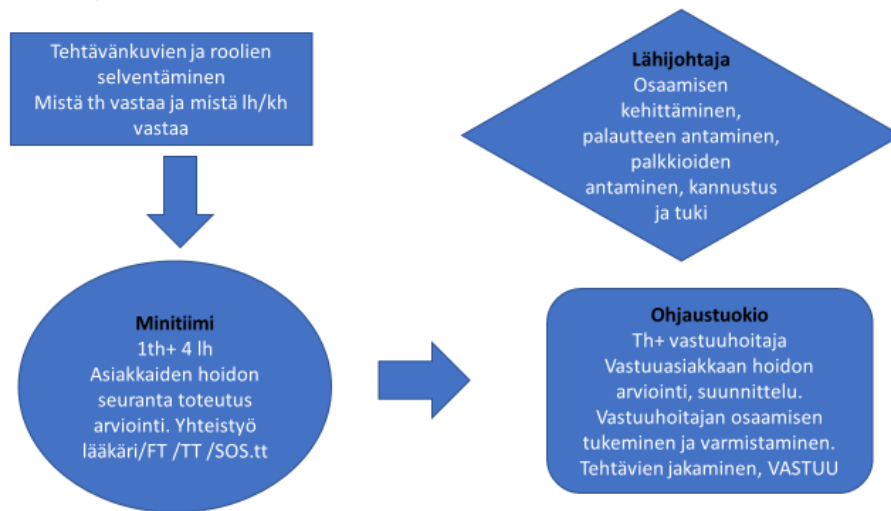 Tehtävänkuvien ja roolien
selventäminen
Mistä th vastaa ja mistä lh/kh
vastaa
Lähijohtaja
Osaamisen
kehittäminen,
palautteen antaminen,
palkkioiden
antaminen, kannustus
ja tuki
Minitiimi
1th+ 4 lh
Asiakkaiden hoidon
seuranta toteutus
arviointi. Yhteistyö
lääkäri/FT /TT /SOS.tt
Ohjaustuokio
Th+ vastuuhoitaja
Vastuuasiakkaan hoidon
arviointi, suunnittelu.
Vastuuhoitajan osaamisen
tukeminen ja varmistaminen.
Tehtävien jakaminen, VASTUU